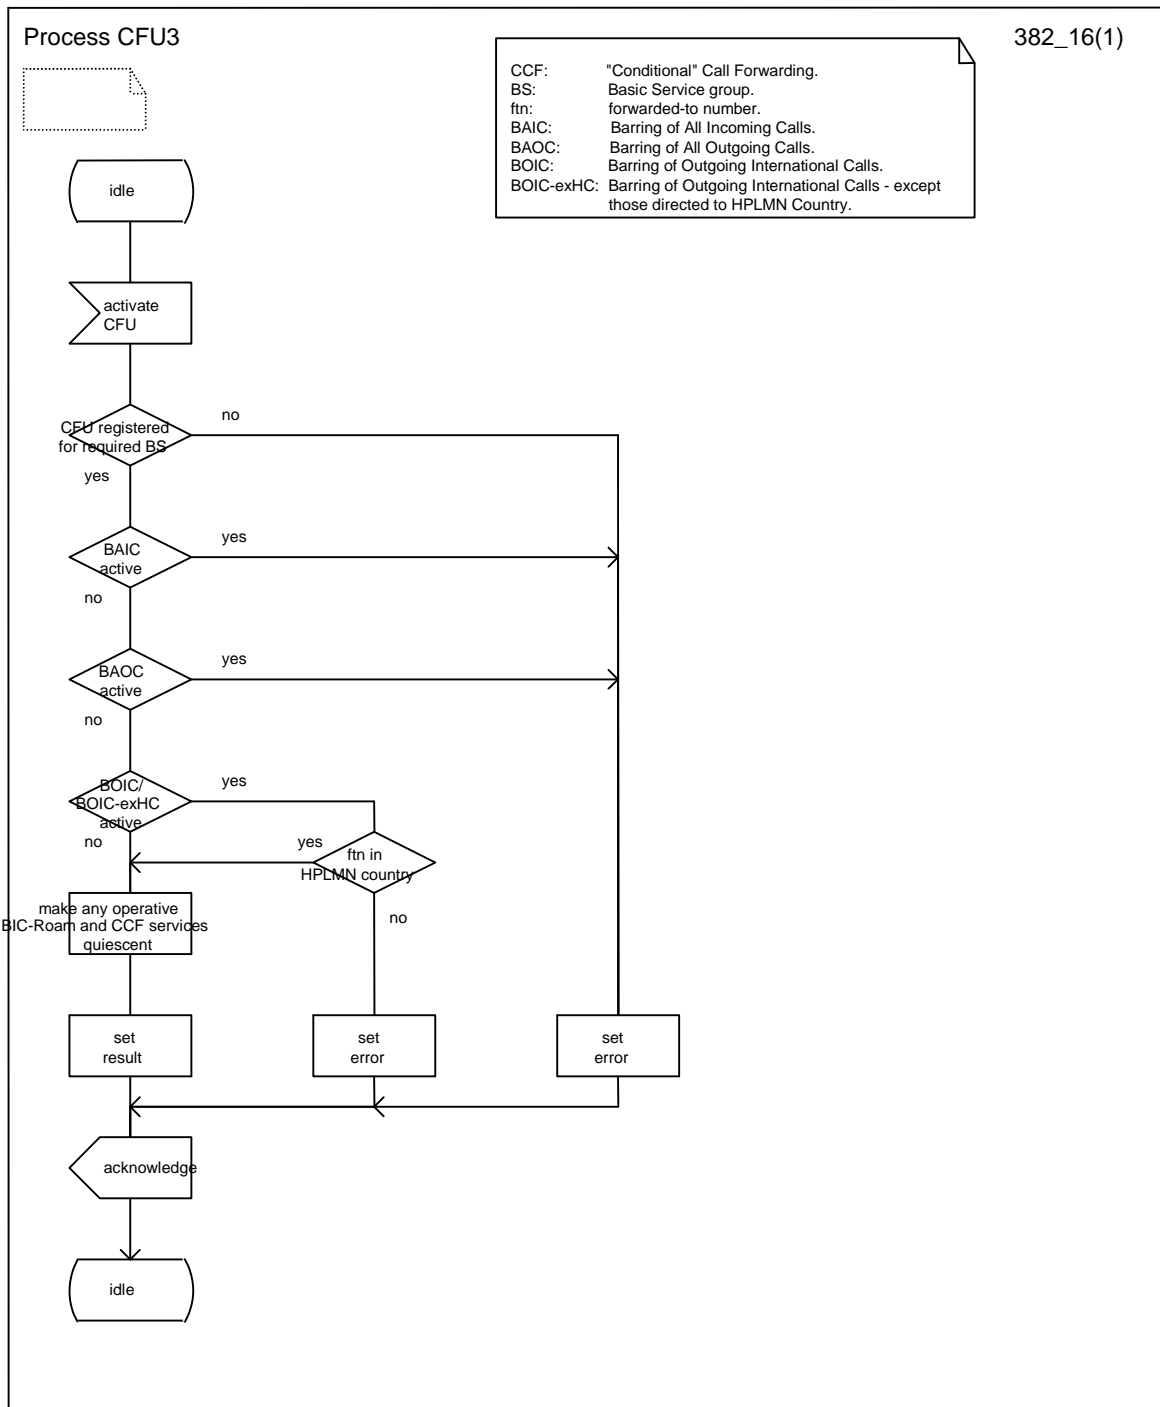 Process CFU3
382_16(1)
CCF: "Conditional" Call Forwarding.
BS: Basic Service group.
ftn: forwarded-to number.
BAIC: Barring of All Incoming Calls.
BAOC: Barring of All Outgoing Calls.
BOIC: Barring of Outgoing International Calls.
BOIC-exHC: Barring of Outgoing International Calls - except
those directed to HPLMN Country.
idle
activate
CFU
CFU registered
for required BS
no
yes
BAIC
active
yes
no
BAOC
active
yes
no
BOIC/
BOIC-exHC
active
yes
no
yes
ftn in
HPLMN country
no
make any operative
BIC-Roam and CCF services
quiescent
set
result
set
error
set
error
acknowledge
idle